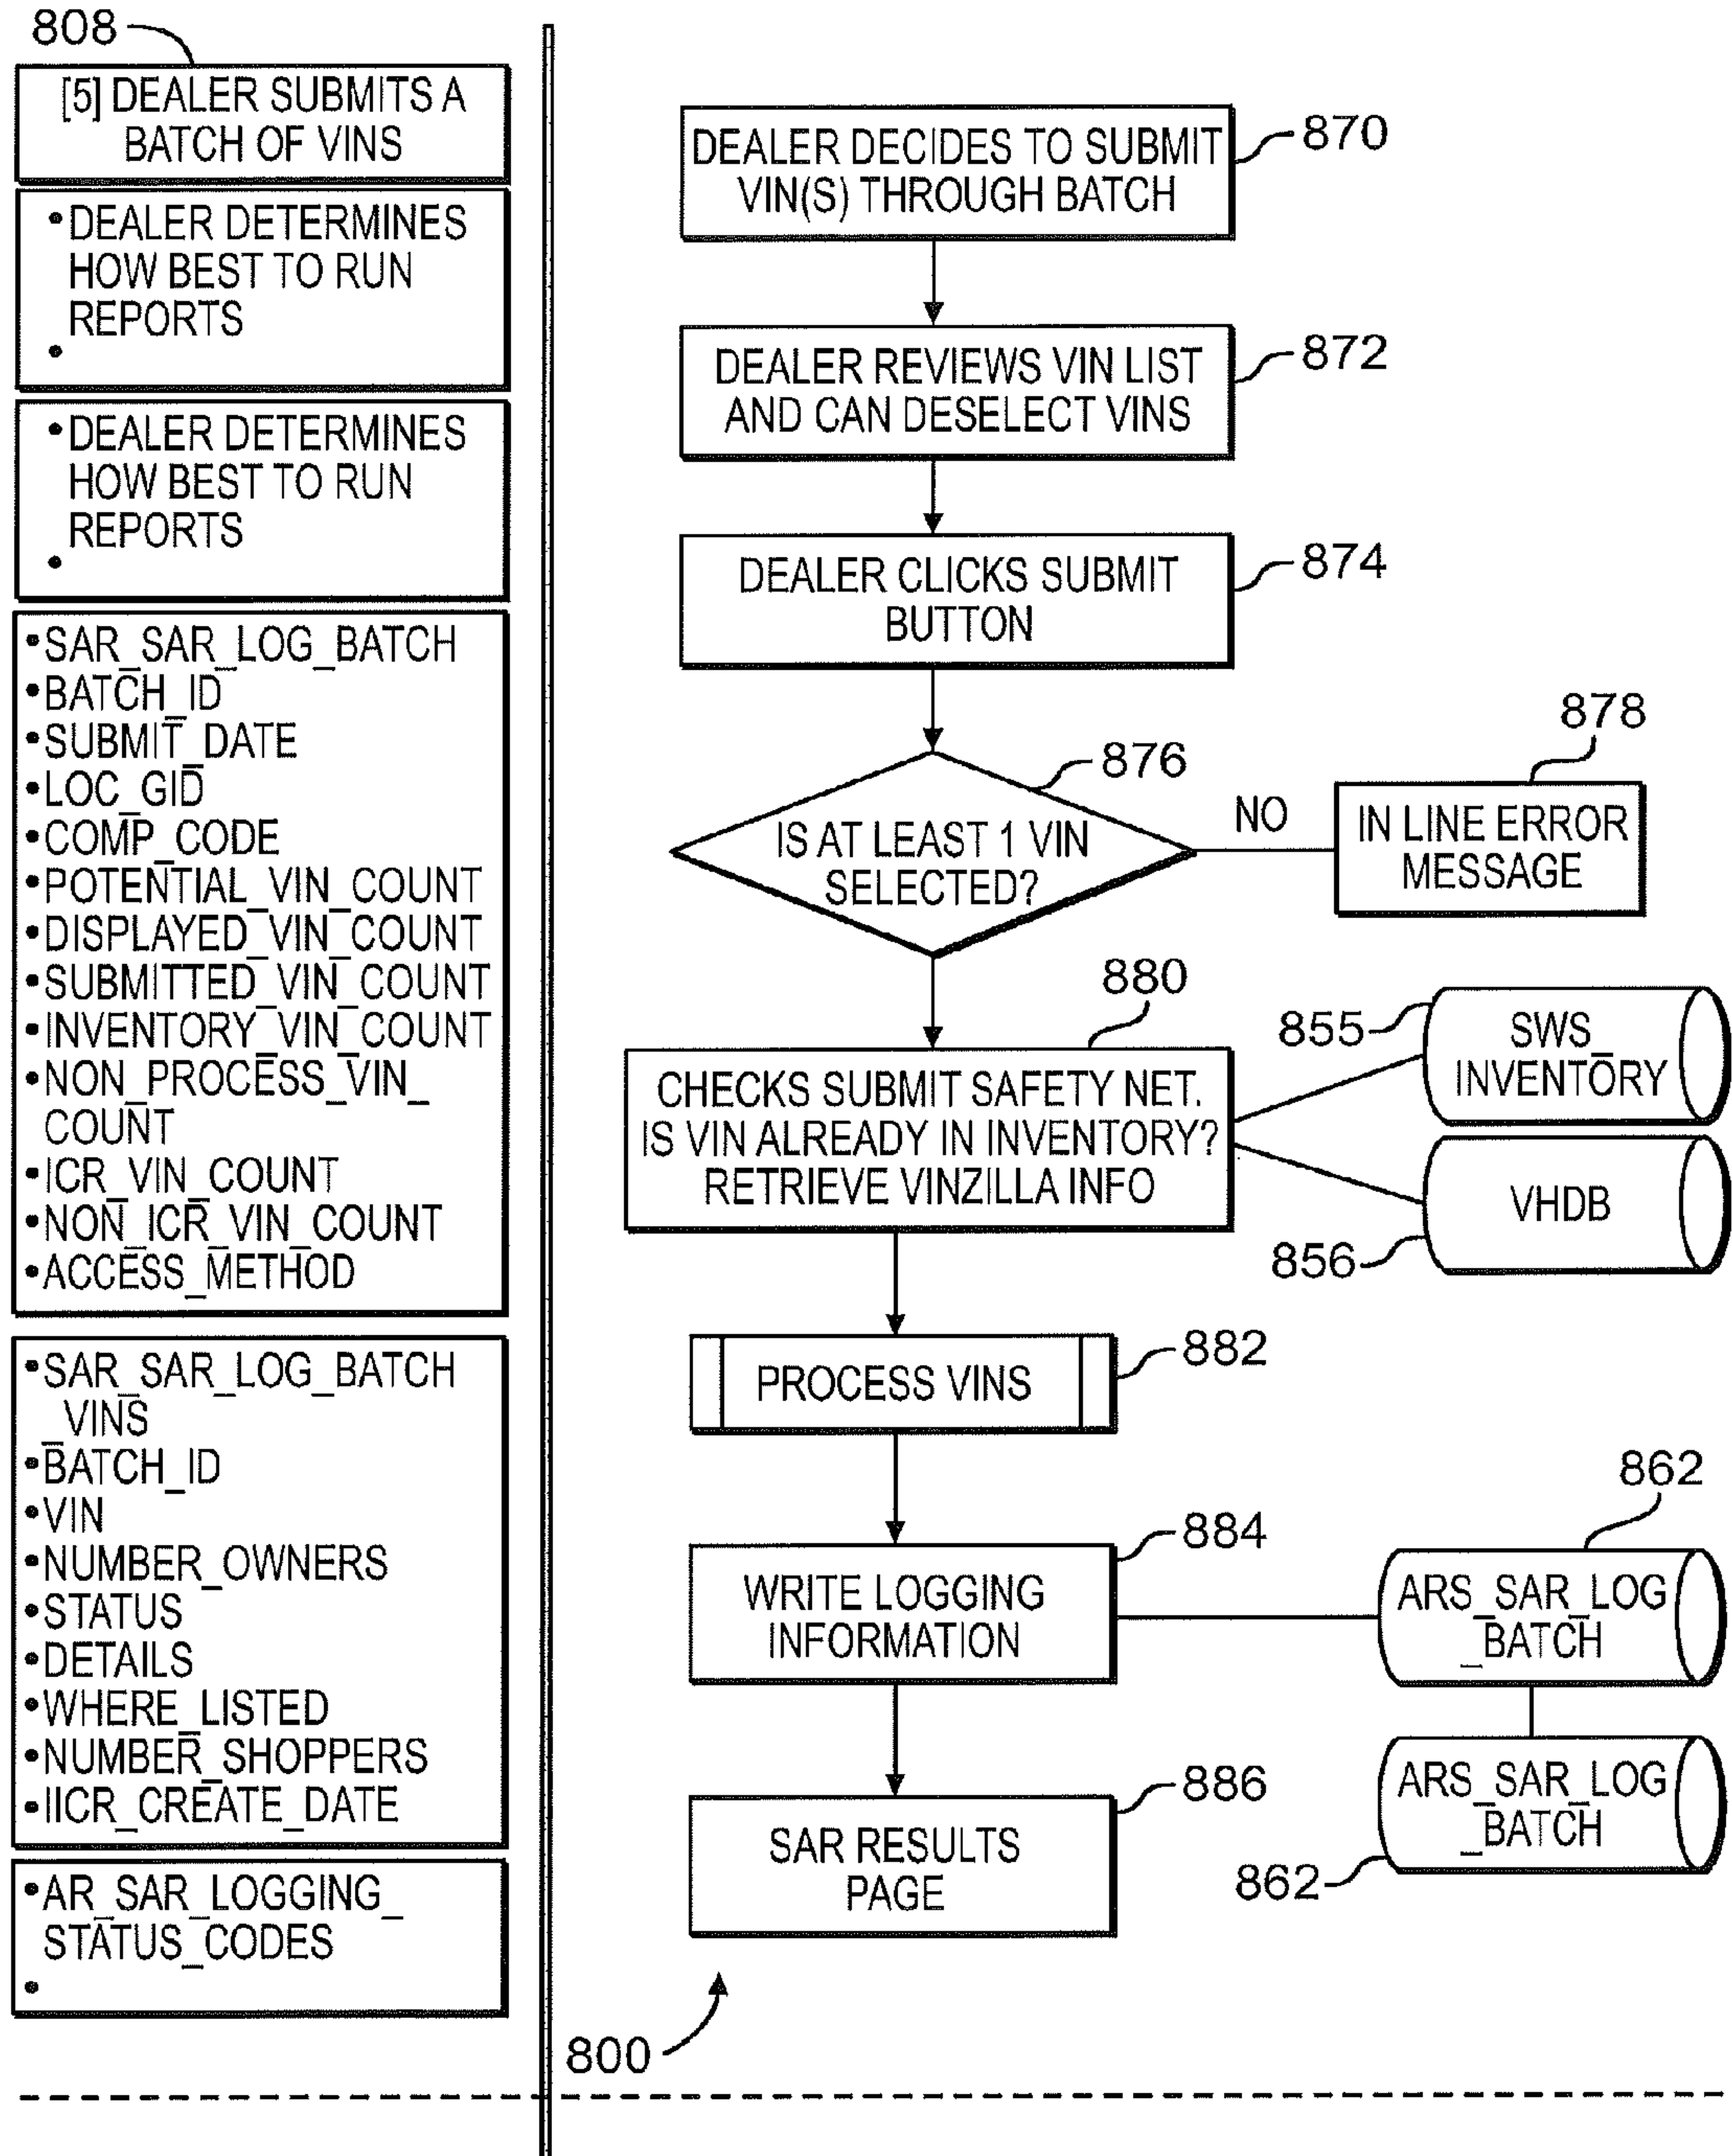 808
[5] DEALER SUBMITS A
BATCH OF VINS
• DEALER DETERMINES
HOW BEST TO RUN
REPORTS
•
• DEALER DETERMINES
HOW BEST TO RUN
REPORTS
•
• SAR_SAR_LOG_BATCH
• BATCH_ID
• SUBMIT_DATE
• LOC_GID
• COMP_CODE
• POTENTIAL_VIN_COUNT
• DISPLAYED_VIN_COUNT
• SUBMITTED_VIN_COUNT
• INVENTORY_VIN_COUNT
• NON_PROCESS_VIN_
COUNT
• ICR_VIN_COUNT
• NON_ICR_VIN_COUNT
• ACCESS_METHOD
• SAR_SAR_LOG_BATCH
_VINS
• BATCH_ID
• VIN
• NUMBER_OWNERS
• STATUS
• DETAILS
• WHERE_LISTED
• NUMBER_SHOPPERS
• IICR_CREATE_DATE
• AR_SAR_LOGGING_
STATUS_CODES
•
DEALER DECIDES TO SUBMIT
VIN(S) THROUGH BATCH
870
DEALER REVIEWS VIN LIST
AND CAN DESELECT VINS
872
DEALER CLICKS SUBMIT
BUTTON
874
IS AT LEAST 1 VIN
SELECTED?
876
NO
878
IN LINE ERROR
MESSAGE
880
CHECKS SUBMIT SAFETY NET.
IS VIN ALREADY IN INVENTORY?
RETRIEVE VINZILLA INFO
855
SWS_
INVENTORY
VHDB
856
PROCESS VINS
882
WRITE LOGGING
INFORMATION
884
862
ARS_SAR_LOG
_BATCH
ARS_SAR_LOG
_BATCH
862
SAR RESULTS
PAGE
886
800